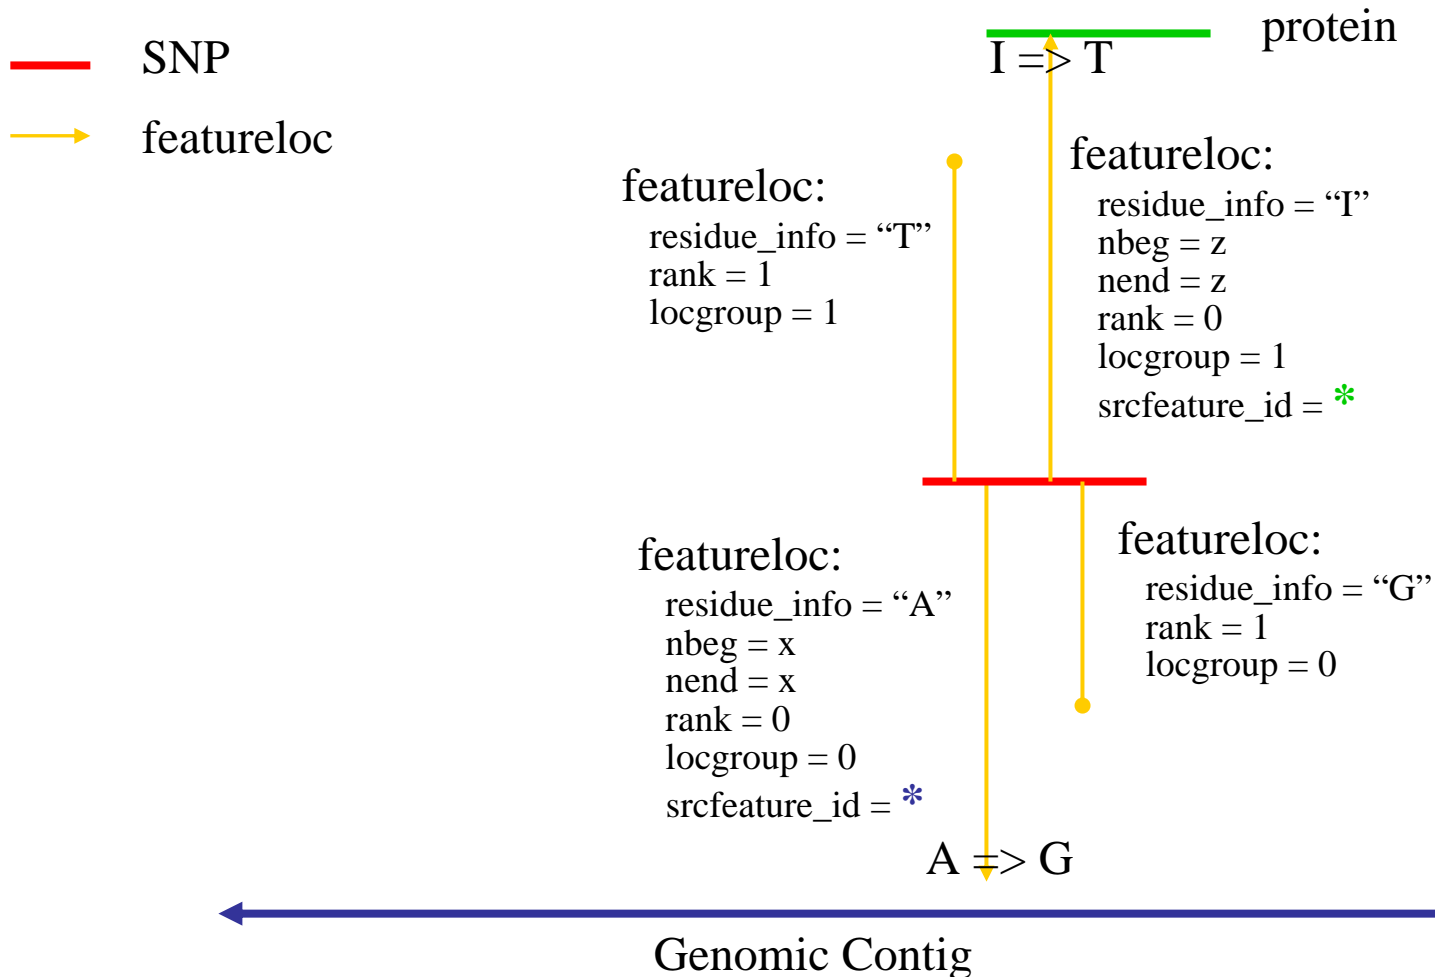 SNP
featureloc
protein
I => T
featureloc:
residue_info = “T”
rank = 1
locgroup = 1
featureloc:
residue_info = “I”
nbeg = z
nend = z
rank = 0
locgroup = 1
srcfeature_id = *
featureloc:
residue_info = “A”
nbeg = x
nend = x
rank = 0
locgroup = 0
srcfeature_id = *
featureloc:
residue_info = “G”
rank = 1
locgroup = 0
A => G
Genomic Contig